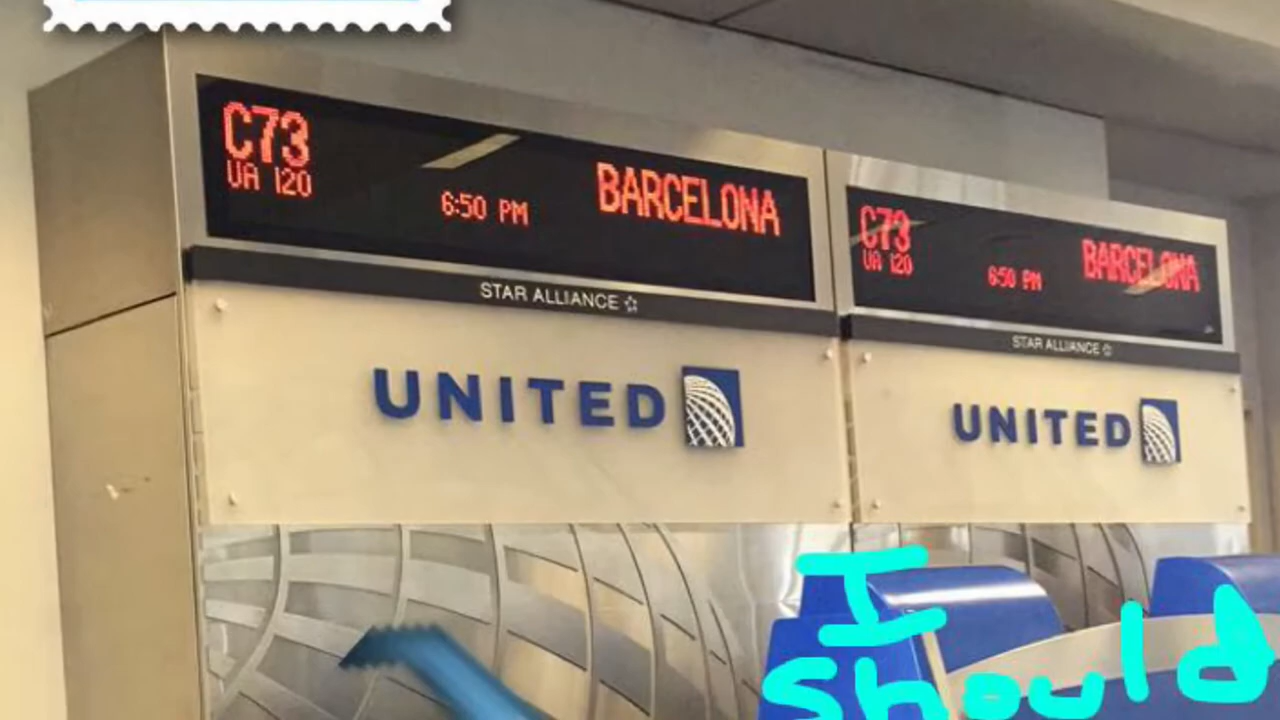 C73
UA 120
6:50 PM
BARCELONA
STAR ALLIANCE
UNITED
C73
UA 120
6:50 PM
BARCELONA
STAR ALLIANCE
UNITED
I
should